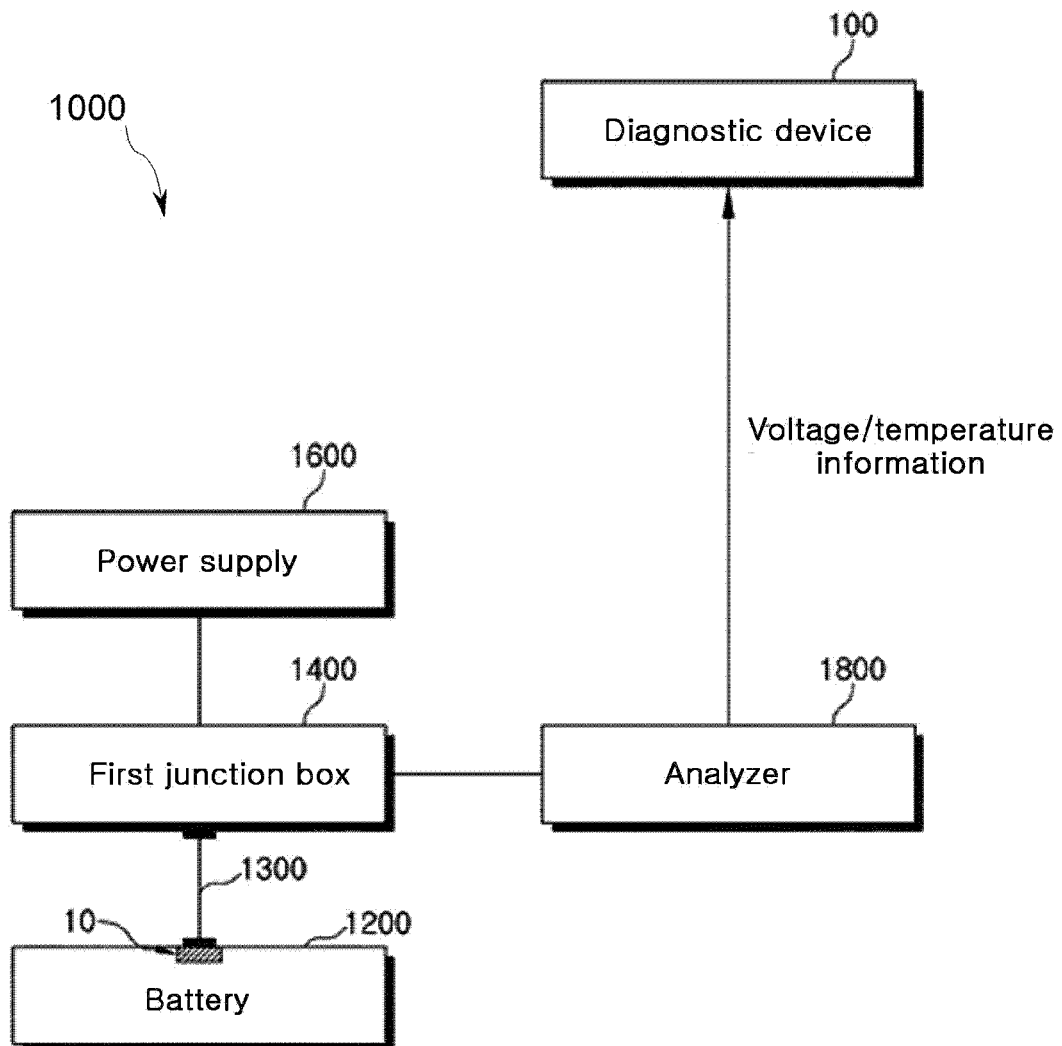 100
Diagnostic device
1000
Voltage/temperature
information
1600
Power supply
1400
First junction box
1800
Analyzer
1300
10
1200
Battery